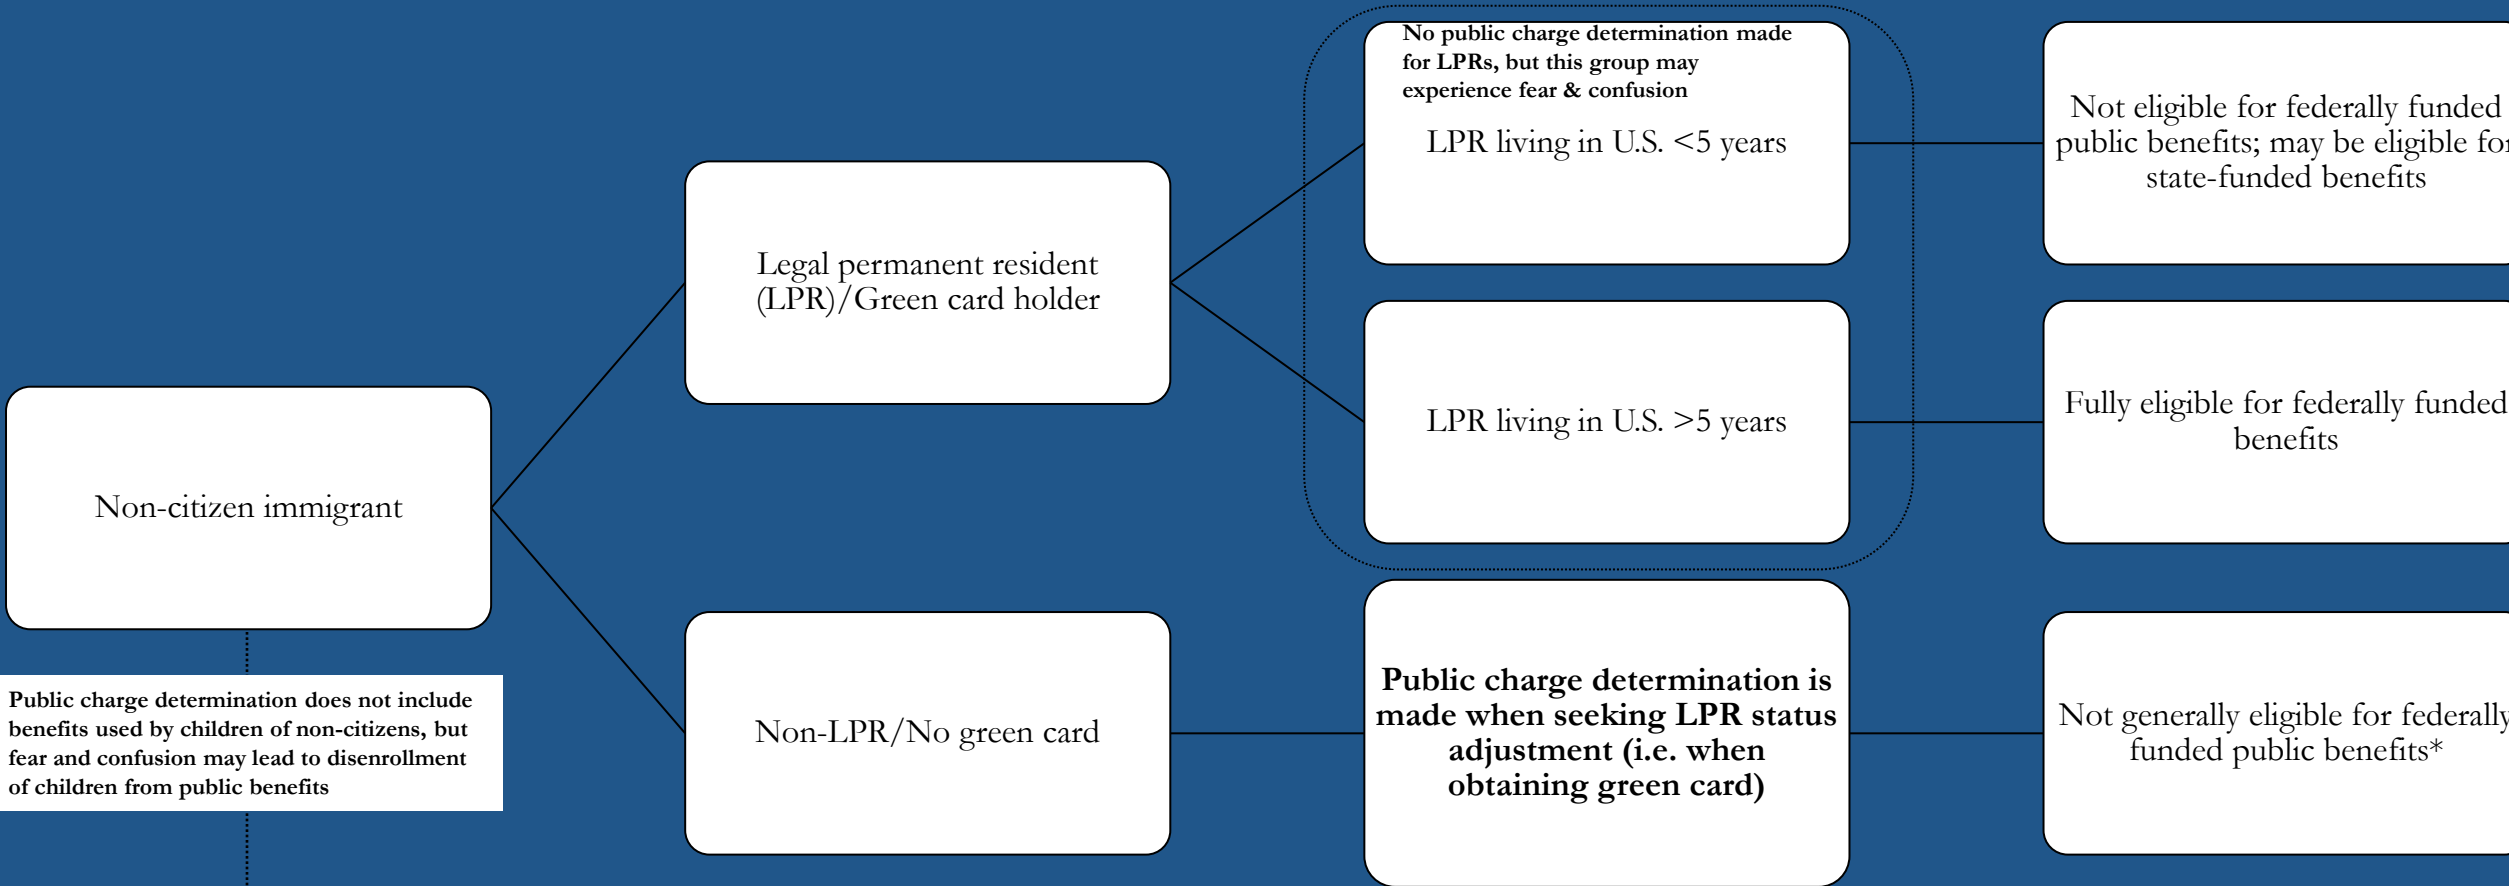 No public charge determination made
for LPRs, but this group may
experience fear & confusion
LPR living in U.S. <5 years
Not eligible for federally funded
public benefits; may be eligible for
state-funded benefits
Legal permanent resident
(LPR)/Green card holder
LPR living in U.S. >5 years
Fully eligible for federally funded
benefits
Non-citizen immigrant
Public charge determination does not include
benefits used by children of non-citizens, but
fear and confusion may lead to disenrollment
of children from public benefits
Non-LPR/No green card
Public charge determination is
made when seeking LPR status
adjustment (i.e. when
obtaining green card)
Not generally eligible for federally
funded public benefits*